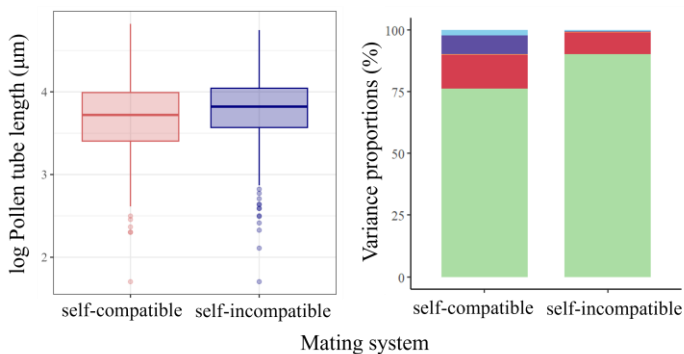 log Pollen tube length (µm)
4
3
2
self-compatible
self-incompatible
Variance proportions (%)
100
75
50
25
0
self-compatible
self-incompatible
Mating system